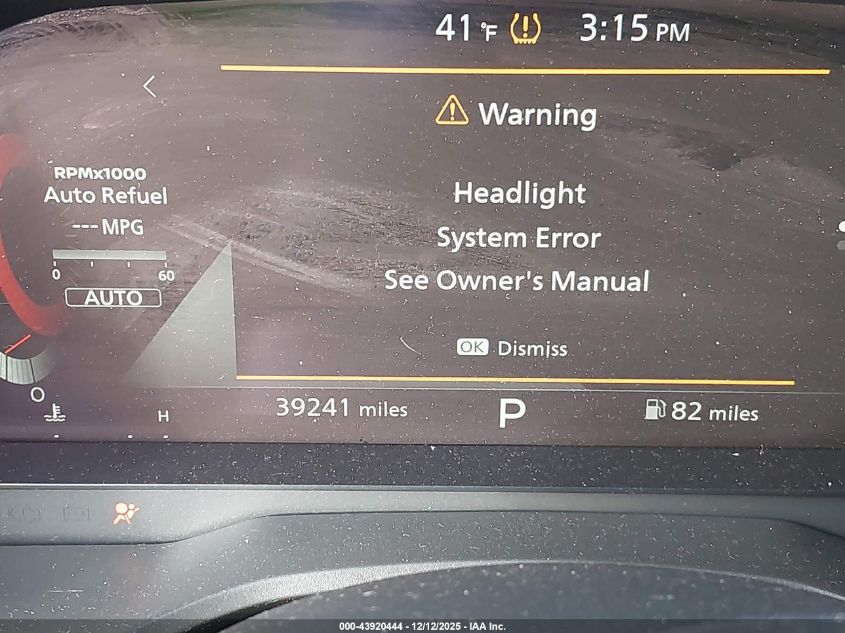 41°F 3:15 PM
Warning
RPMx1000
Auto Refuel
--- MPG
0 60
AUTO
Headlight
System Error
See Owner's Manual
OK Dismiss
0
H
39241 miles P 82 miles
000-43920444 - 12/12/2025 - IAA Inc.